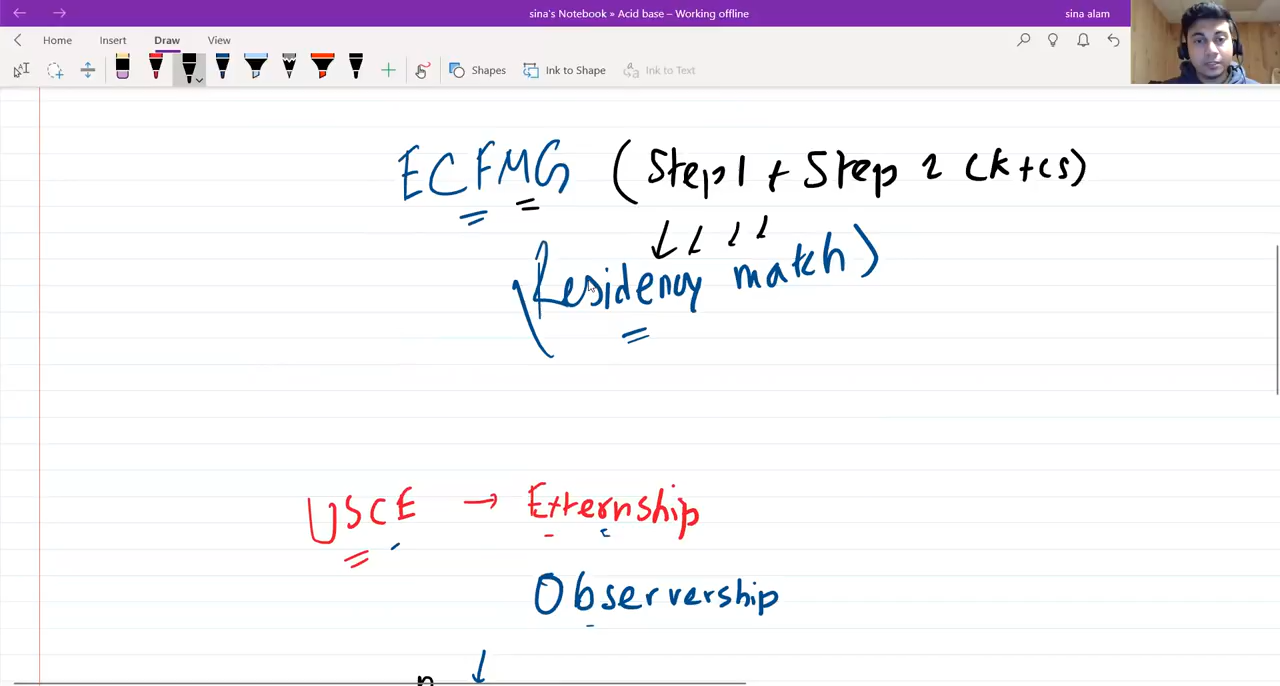 sina's Notebook » Acid base – Working offline
sina alam
Home Insert Draw View
Shapes Ink to Shape Ink to Text
ECFMG (Step 1 + Step 2 CK+CS)
(Residency match)
USCE → Externship
Observership